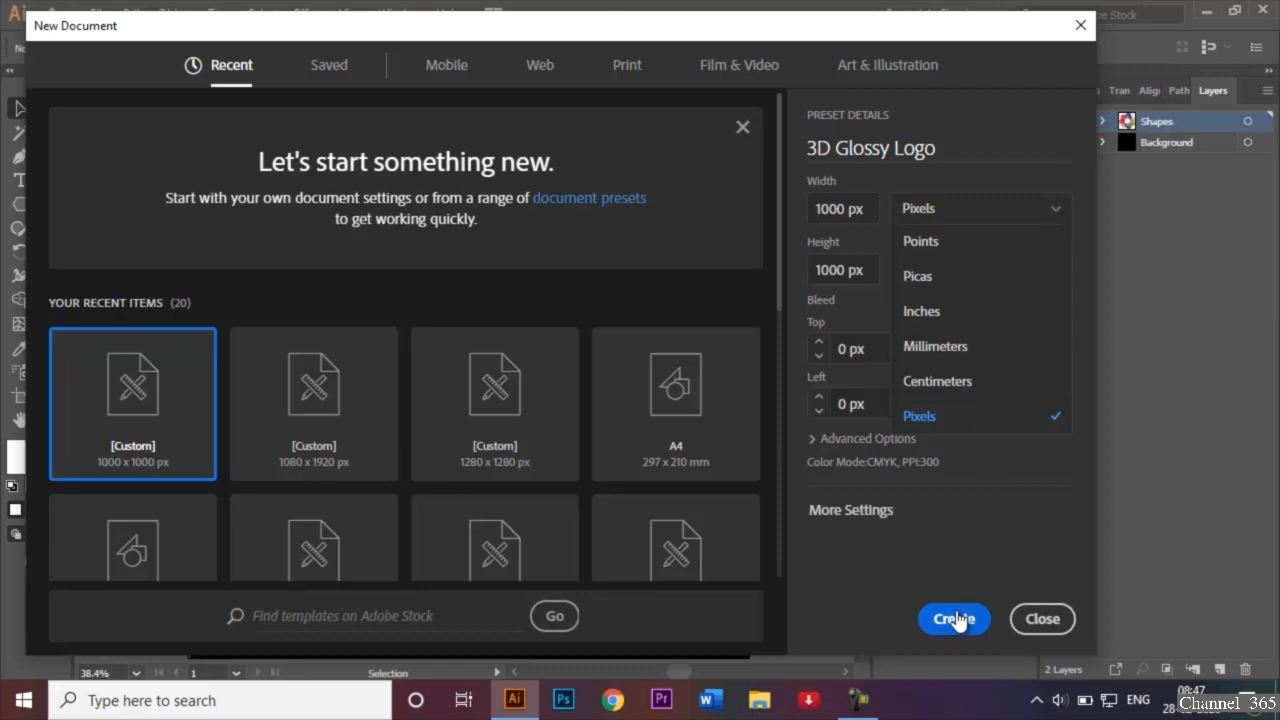 Ai
New Document
Recent
Saved
Mobile
Web
Print
Film & Video
Art & Illustration
Let's start something new.
Start with your own document settings or from a range of document presets
to get working quickly.
YOUR RECENT ITEMS (20)
[Custom]
1000 x 1000 px
[Custom]
1080 x 1920 px
[Custom]
1280 x 1280 px
A4
297 x 210 mm
Find templates on Adobe Stock
Go
PRESET DETAILS
3D Glossy Logo
Width
1000 px
Pixels
Points
Picas
Inches
Millimeters
Centimeters
Pixels
Height
1000 px
Bleed
Top
0 px
Left
0 px
Advanced Options
Color Mode:CMYK, PPI:300
More Settings
Create
Close
Tran
Path
Layers
Shapes
Background
38.4%
1
Selection
2 Layers
Type here to search
Ai
Ps
Pr
ENG
08:47
Channel 365